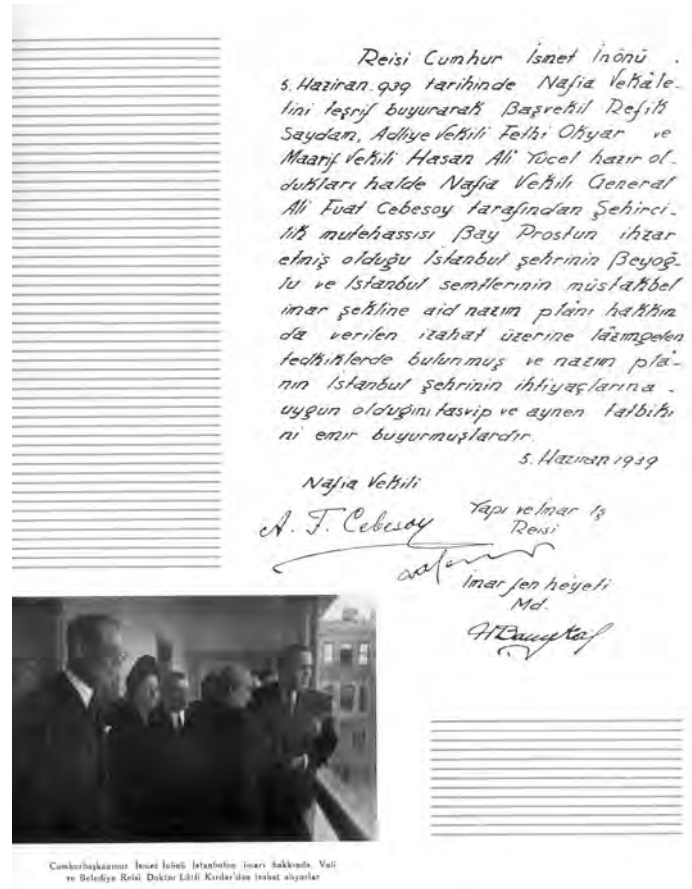 Reisi Cumhur İsmet İnönü.
5. Haziran.939 tarihinde Nafia Vekâle-
tini teşrif buyurarak Başvekil Refik
Saydam, Adliye Vekili Fethi Okyar ve
Maarif Vekili Hasan Ali Yücel hazır ol-
dukları halde Nafia Vekili General
Ali Fuat Cebesoy tarafından Şehirci-
lik mutehassısı Bay Prostun ihzar
etmiş olduğu İstanbul şehrinin Beyoğ-
lu ve İstanbul semtlerinin müstakbel
imar şekline aid nazım plânı hakkın
da verilen izahat üzerine lâzımgelen
tedkiklerde bulunmuş ve nazım plâ-
nın İstanbul şehrinin ihtiyaçlarına.
uygun olduğını tasvip ve aynen tatbiki
ni emir buyurmuşlardır.
5. Haziran 1939
Nafia Vekili
A. F. Cebesoy
Yapı ve İmar İş
Reisi
İmar fen heyeti
Md.
Cumhurbaşkanımız İsmet İnönü İstanbulun imarı hakkında, Vali
ve Belediye Reisi Doktor Lûtfi Kırdar'dan izahat alıyorlar